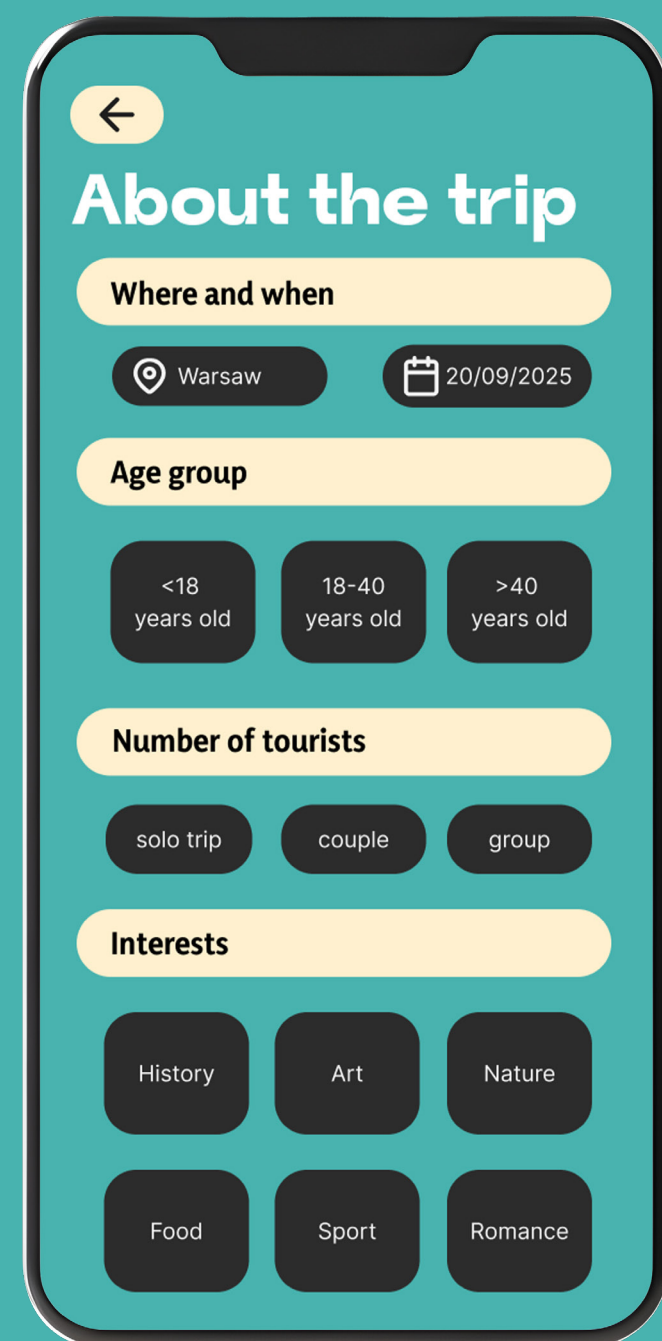 About the trip
Where and when
Warsaw
20/09/2025
Age group
<18
years old
18-40
years old
>40
years old
Number of tourists
solo trip
couple
group
Interests
History
Art
Nature
Food
Sport
Romance